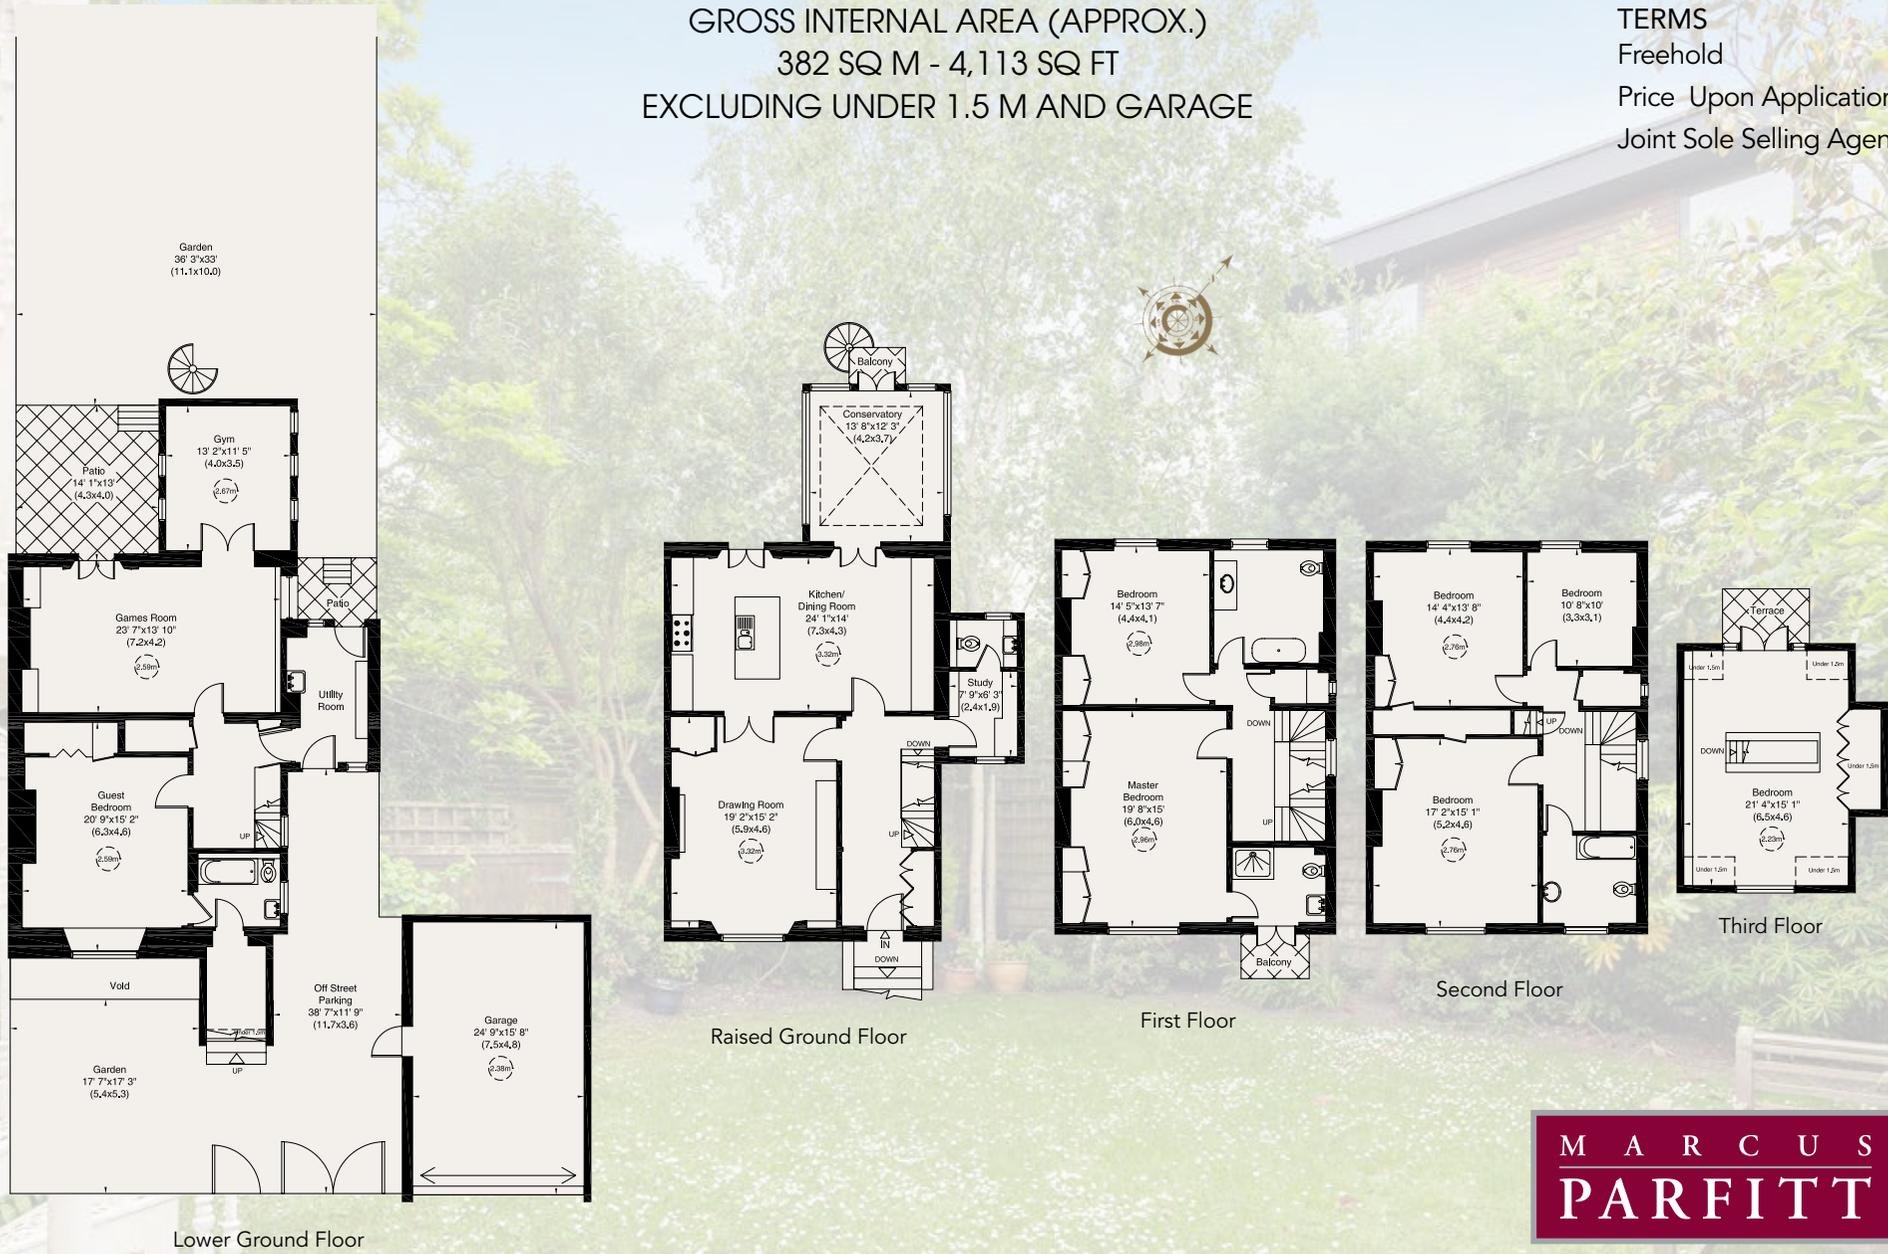 GROSS INTERNAL AREA (APPROX.)
382 SQ M - 4,113 SQ FT
EXCLUDING UNDER 1.5 M AND GARAGE
TERMS
Freehold
Price Upon Application
Joint Sole Selling Agen
Garden
36' 3"x33'
(11.1x10.0)
Gym
13' 2"x11' 5"
(4.0x3.5)
2.67m
Patio
14' 1"x13'
(4.3x4.0)
Games Room
23' 7"x13' 10"
(7.2x4.2)
2.59m
Patio
Utility
Room
Guest
Bedroom
20' 9"x15' 2"
(6.3x4.6)
2.59m
UP
Void
Off Street
Parking
38' 7"x11' 9"
(11.7x3.6)
Under 1.5m
UP
Garden
17' 7"x17' 3"
(5.4x5.3)
Garage
24' 9"x15' 8"
(7.5x4.8)
2.38m
Lower Ground Floor
Balcony
Conservatory
13' 8"x12' 3"
(4.2x3.7)
Kitchen/
Dining Room
24' 1"x14'
(7.3x4.3)
3.32m
Study
7' 9"x6' 3"
(2.4x1.9)
DOWN
Drawing Room
19' 2"x15' 2"
(5.9x4.6)
3.32m
UP
IN
DOWN
Raised Ground Floor
Bedroom
14' 5"x13' 7"
(4.4x4.1)
2.98m
DOWN
Master
Bedroom
19' 8"x15'
(6.0x4.6)
2.96m
UP
Balcony
First Floor
Bedroom
14' 4"x13' 8"
(4.4x4.2)
2.76m
Bedroom
10' 8"x10'
(3.3x3.1)
UP
DOWN
Bedroom
17' 2"x15' 1"
(5.2x4.6)
2.76m
Second Floor
Terrace
Under 1.5m
Under 1.5m
DOWN
Under 1.5m
Bedroom
21' 4"x15' 1"
(6.5x4.6)
2.23m
Under 1.5m
Under 1.5m
Third Floor
MARCUS
PARFITT